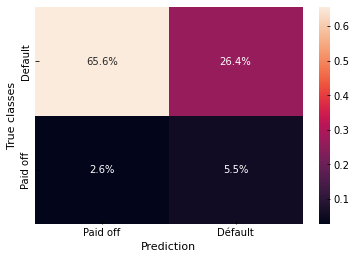 True classes
Default
Paid off
65.6%
26.4%
2.6%
5.5%
Paid off
Défault
Prediction
0.6
0.5
0.4
0.3
0.2
0.1